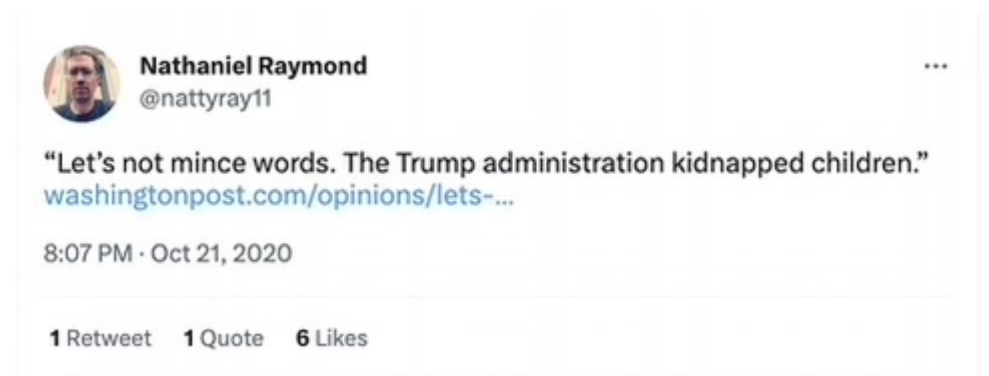 Nathaniel Raymond
@nattyray11
“Let’s not mince words. The Trump administration kidnapped children.”
washingtonpost.com/opinions/lets-...
8:07 PM · Oct 21, 2020
1 Retweet 1 Quote 6 Likes